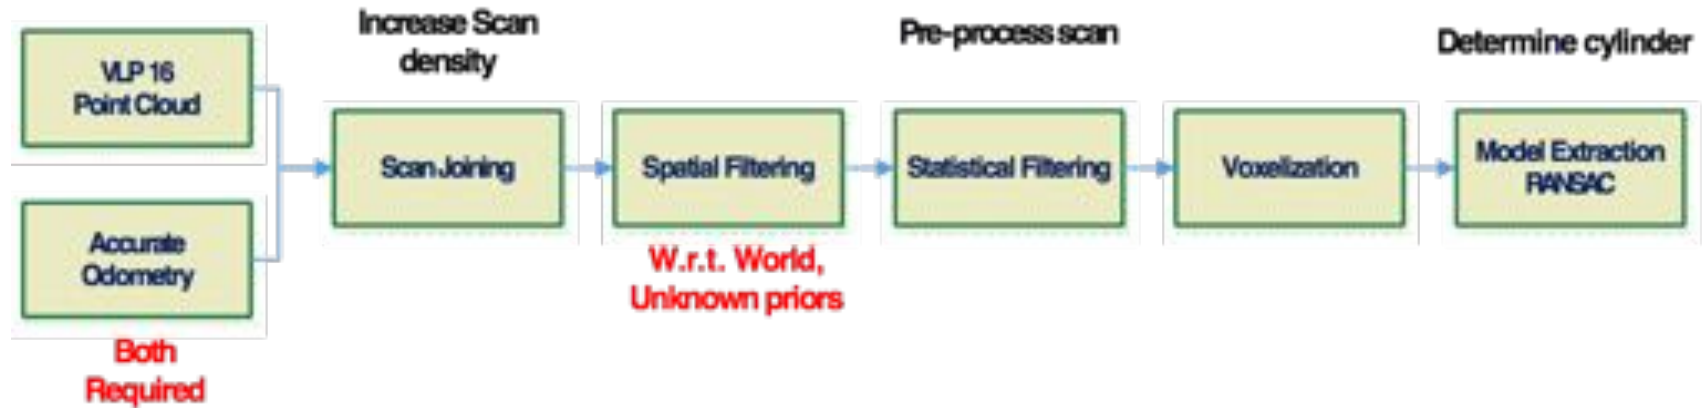 Increase Scan
density
Pre-process scan
Determine cylinder
VLP 16
Point Cloud
Accurate
Odometry
Both
Required
Scan Joining
Spatial Filtering
W.r.t. World,
Unknown priors
Statistical Filtering
Voxelization
Model Extraction
RANSAC